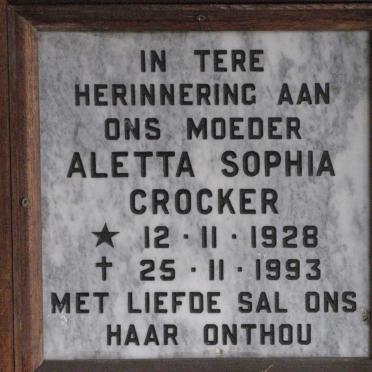 IN TERE
HERINNERING AAN
ONS MOEDER
ALETTA SOPHIA
CROCKER
★ 12·11·1928
✝ 25·11·1993
MET LIEFDE SAL ONS
HAAR ONTHOU